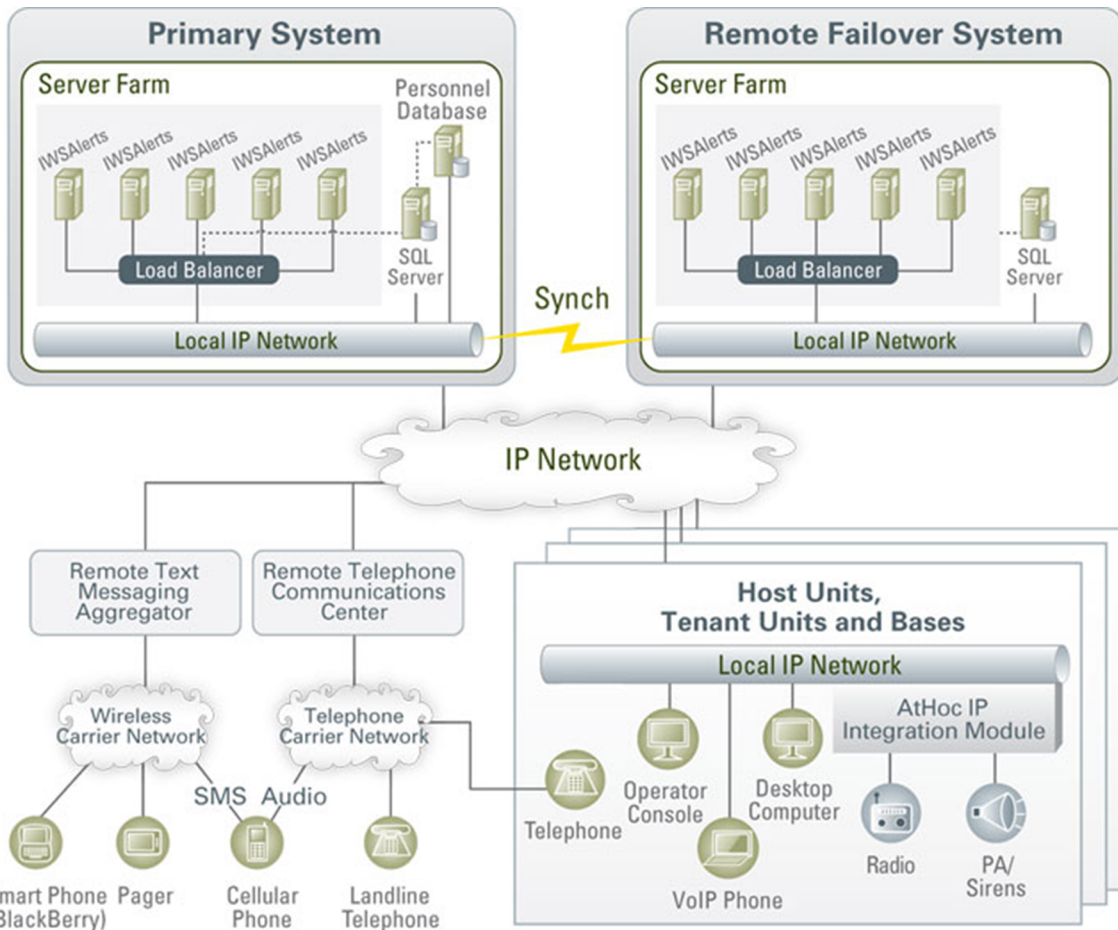 Primary System
Server Farm
Personnel
Database
IWSAlerts
IWSAlerts
IWSAlerts
IWSAlerts
IWSAlerts
Load Balancer
SQL
Server
Local IP Network
Synch
Remote Failover System
Server Farm
IWSAlerts
IWSAlerts
IWSAlerts
IWSAlerts
IWSAlerts
Load Balancer
SQL
Server
Local IP Network
IP Network
Remote Text
Messaging
Aggregator
Remote Telephone
Communications
Center
Wireless
Carrier Network
Telephone
Carrier Network
SMS
Audio
mart Phone
BlackBerry)
Pager
Cellular
Phone
Landline
Telephone
Host Units,
Tenant Units and Bases
Local IP Network
AtHoc IP
Integration Module
Telephone
Operator
Console
VoIP Phone
Desktop
Computer
Radio
PA/
Sirens